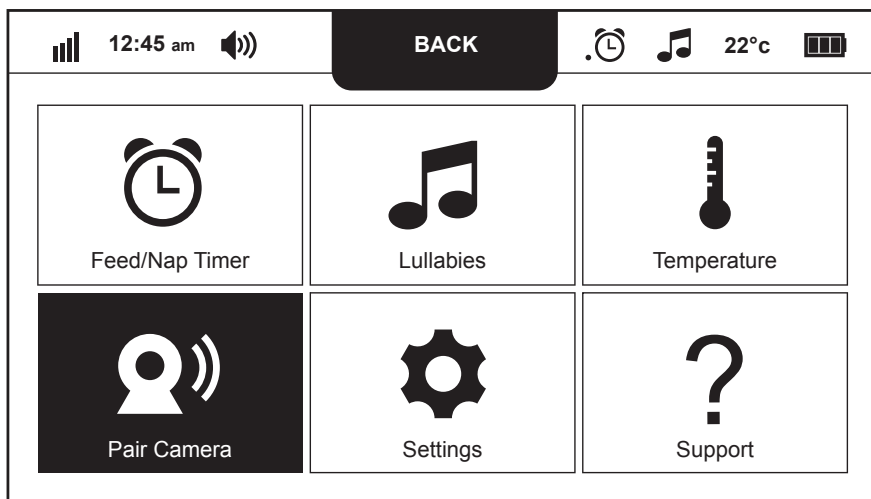 12:45 am BACK 22°c
Feed/Nap Timer Lullabies Temperature
?
Pair Camera Settings Support